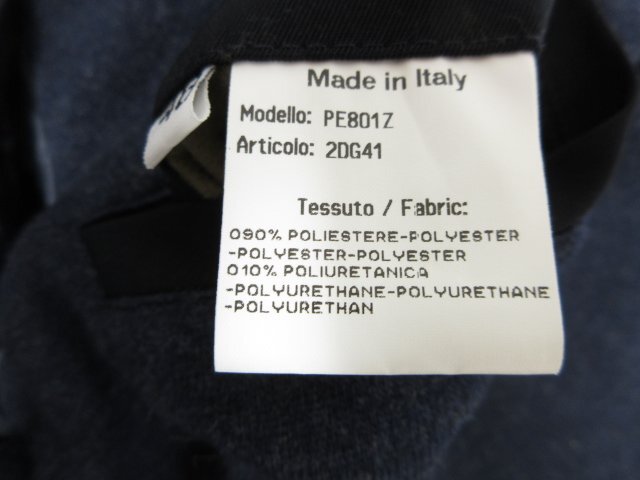 Made in Italy
Modello: PE801Z
Articolo: 2DG41
Tessuto / Fabric:
090% POLIESTERE-POLYESTER
-POLYESTER-POLYESTER
010% POLIURETANICA
-POLYURETHANE-POLYURETHANE
-POLYURETHAN